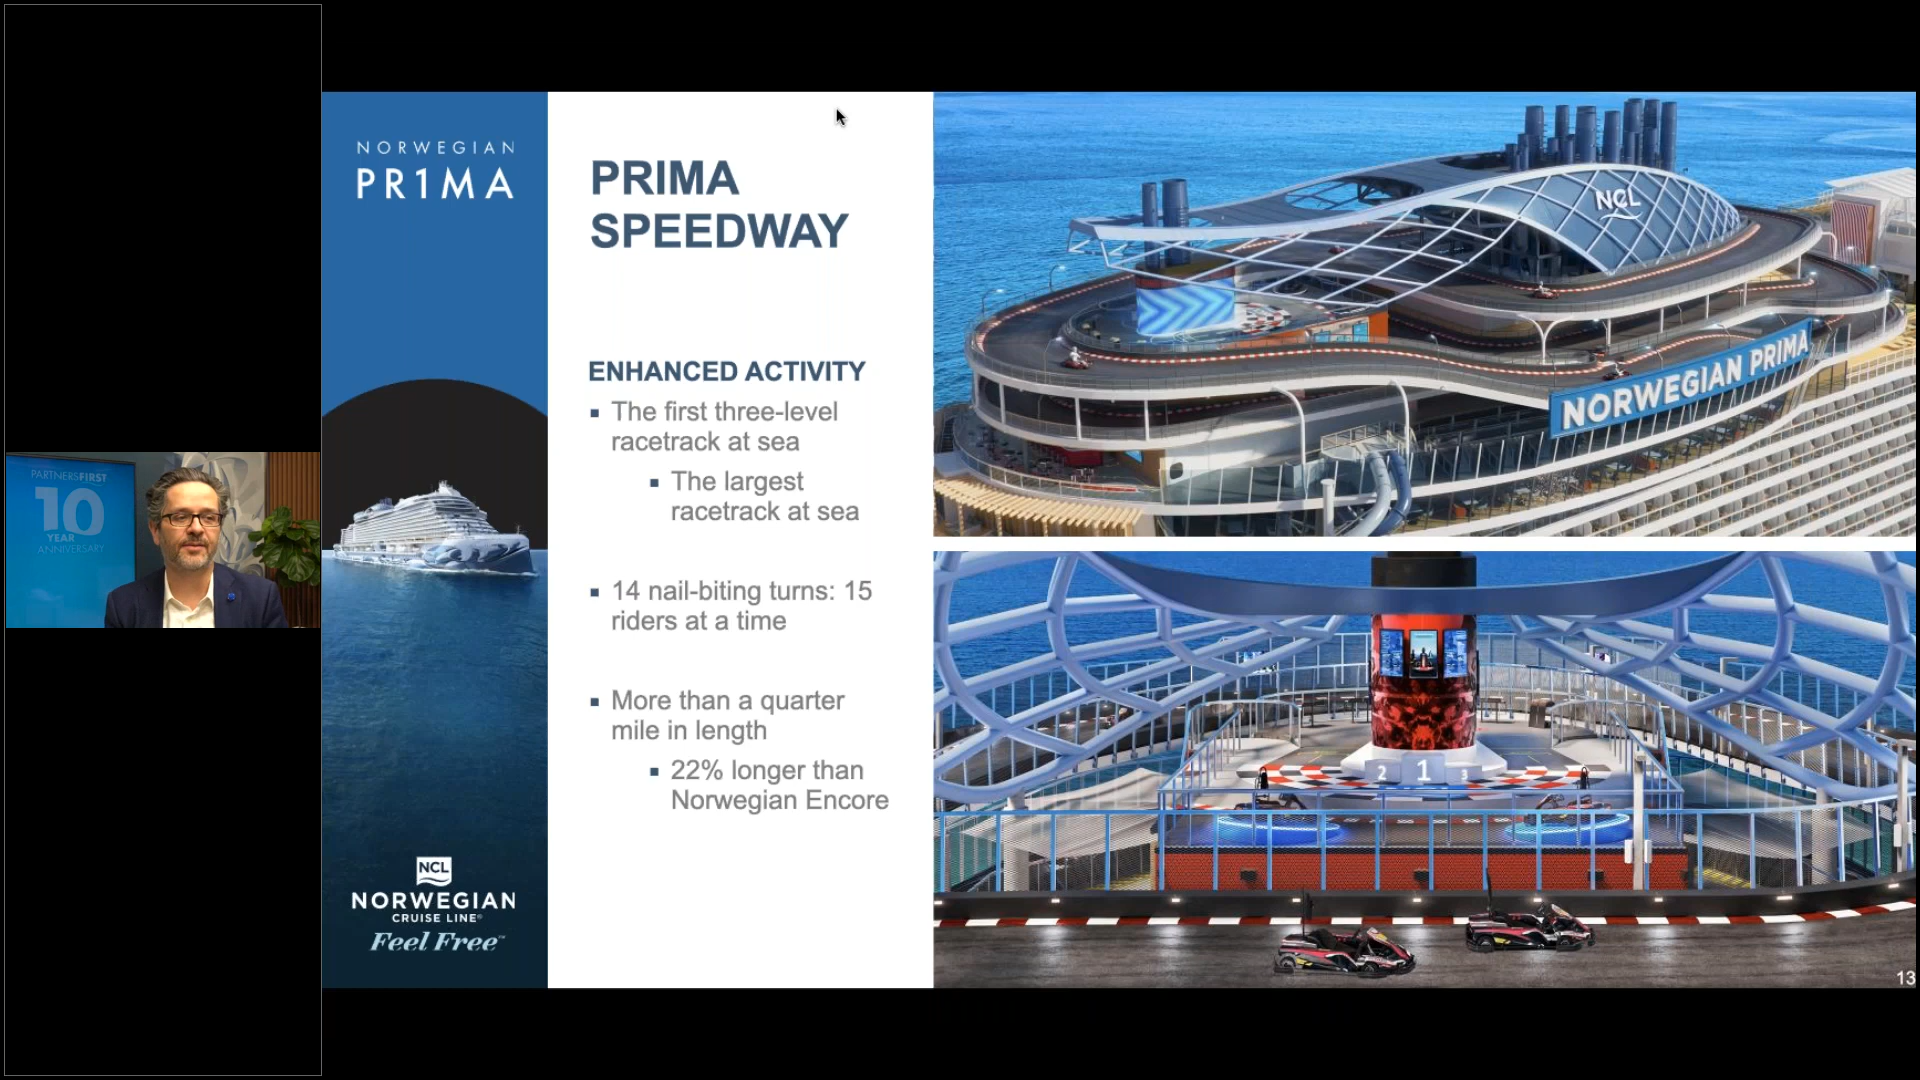 PARTNERSFIRST
10
YEAR
ANNIVERSARY
NORWEGIAN
PR1MA
NCL
NORWEGIAN
CRUISE LINE®
Feel Free™
PRIMA
SPEEDWAY
ENHANCED ACTIVITY
▪ The first three-level
racetrack at sea
▪ The largest
racetrack at sea
▪ 14 nail-biting turns: 15
riders at a time
▪ More than a quarter
mile in length
▪ 22% longer than
Norwegian Encore
NCL
NORWEGIAN PRIMA
2 1 3
13